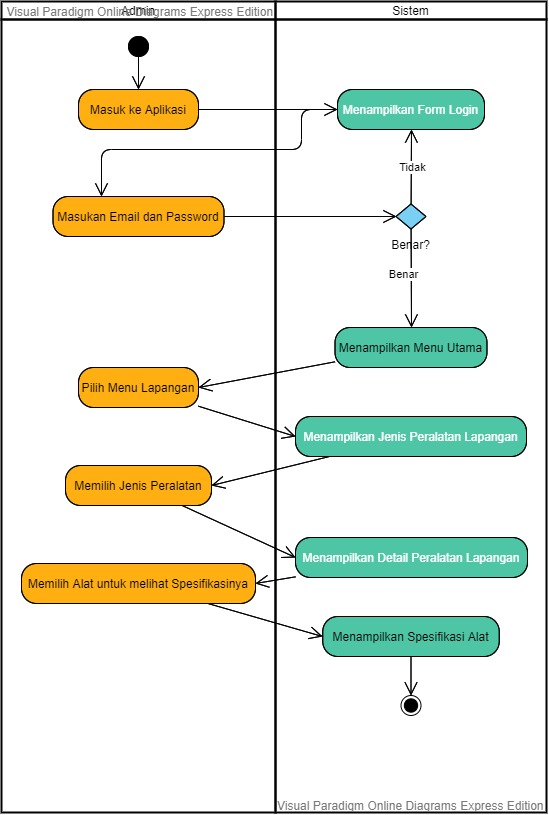 Visual Paradigm Online Diagrams Express Edition
Admin
Sistem
Masuk ke Aplikasi
Menampilkan Form Login
Tidak
Masukan Email dan Password
Benar?
Benar
Menampilkan Menu Utama
Pilih Menu Lapangan
Menampilkan Jenis Peralatan Lapangan
Memilih Jenis Peralatan
Menampilkan Detail Peralatan Lapangan
Memilih Alat untuk melihat Spesifikasinya
Menampilkan Spesifikasi Alat
Visual Paradigm Online Diagrams Express Edition